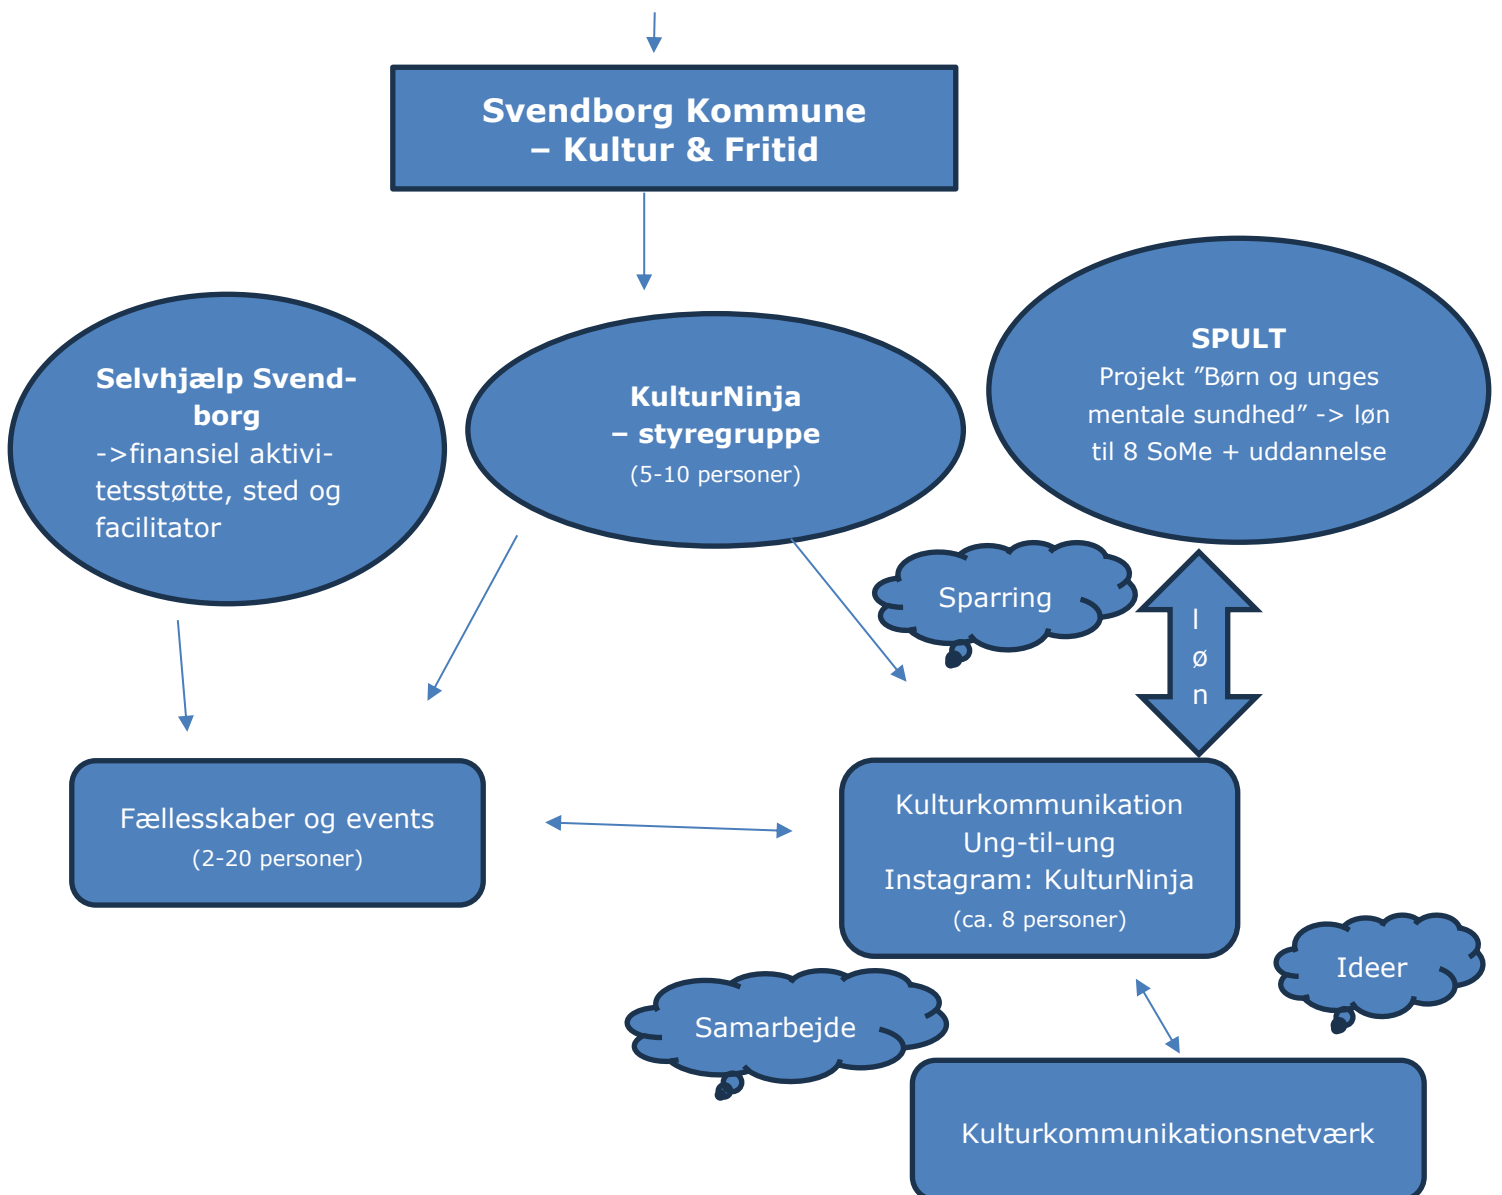 Svendborg Kommune
– Kultur & Fritid
Selvhjælp Svend-
borg
->finansiel aktivi-
tetsstøtte, sted og
facilitator
KulturNinja
– styregruppe
(5-10 personer)
SPULT
Projekt ”Børn og unges
mentale sundhed” -> løn
til 8 SoMe + uddannelse
Sparring
l
ø
n
Fællesskaber og events
(2-20 personer)
Kulturkommunikation
Ung-til-ung
Instagram: KulturNinja
(ca. 8 personer)
Ideer
Samarbejde
Kulturkommunikationsnetværk